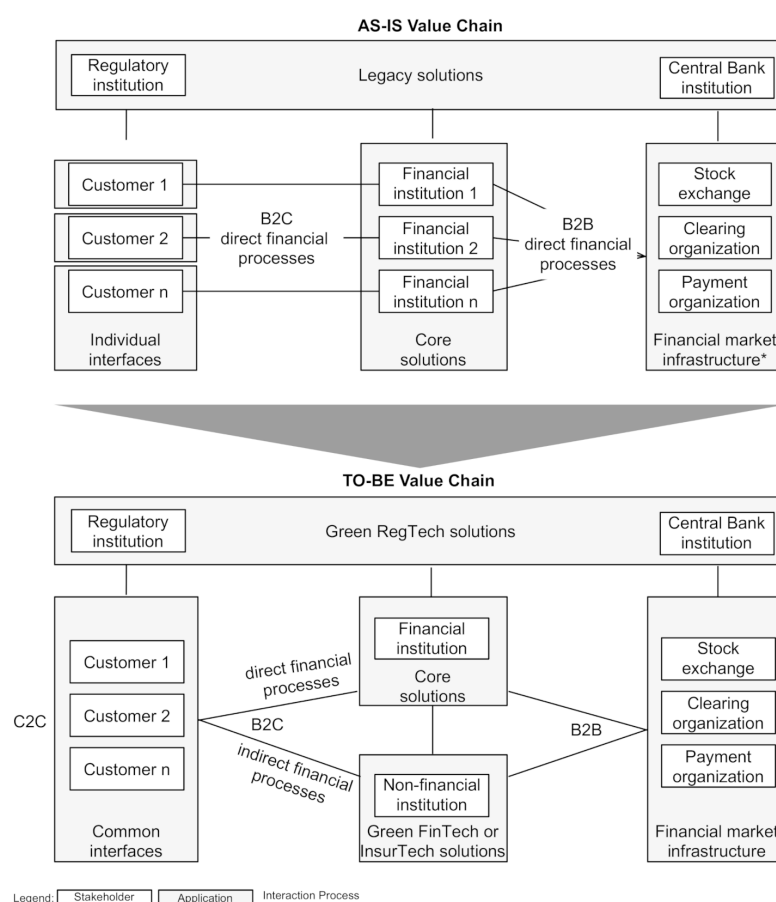 AS-IS Value Chain
Regulatory
institution
Legacy solutions
Central Bank
institution
Customer 1
Customer 2
Customer n
Individual
interfaces
B2C
direct financial
processes
Financial
institution 1
Financial
institution 2
Financial
institution n
Core
solutions
B2B
direct financial
processes
Stock
exchange
Clearing
organization
Payment
organization
Financial market
infrastructure*
TO-BE Value Chain
Regulatory
institution
Green RegTech solutions
Central Bank
institution
C2C
Customer 1
Customer 2
Customer n
Common
interfaces
direct financial
processes
B2C
indirect financial
processes
Financial
institution
Core
solutions
Non-financial
institution
Green FinTech or
InsurTech solutions
B2B
Stock
exchange
Clearing
organization
Payment
organization
Financial market
infrastructure
Legend: Stakeholder Application Interaction Process